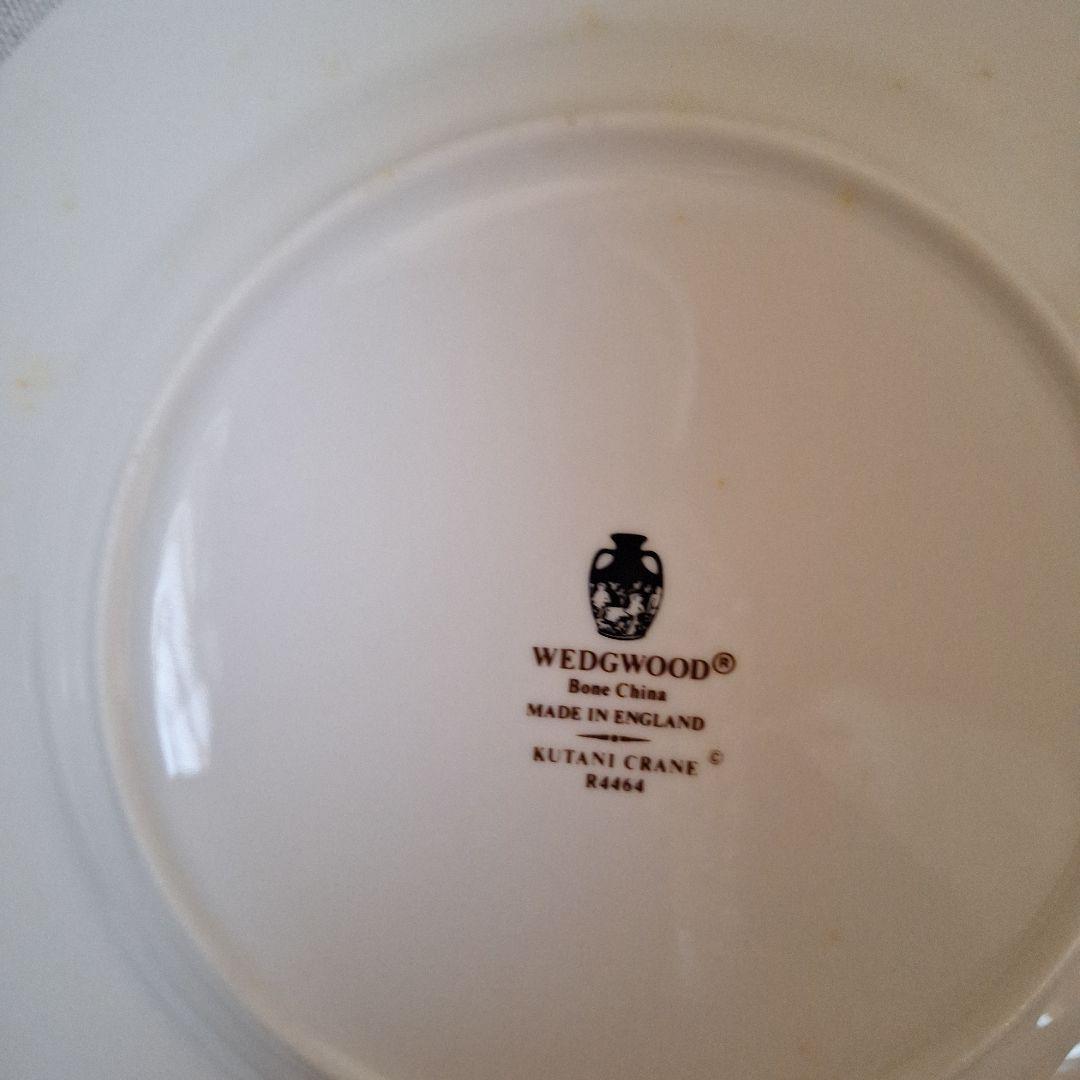 WEDGWOOD®
Bone China
MADE IN ENGLAND
KUTANI CRANE ©
R4464